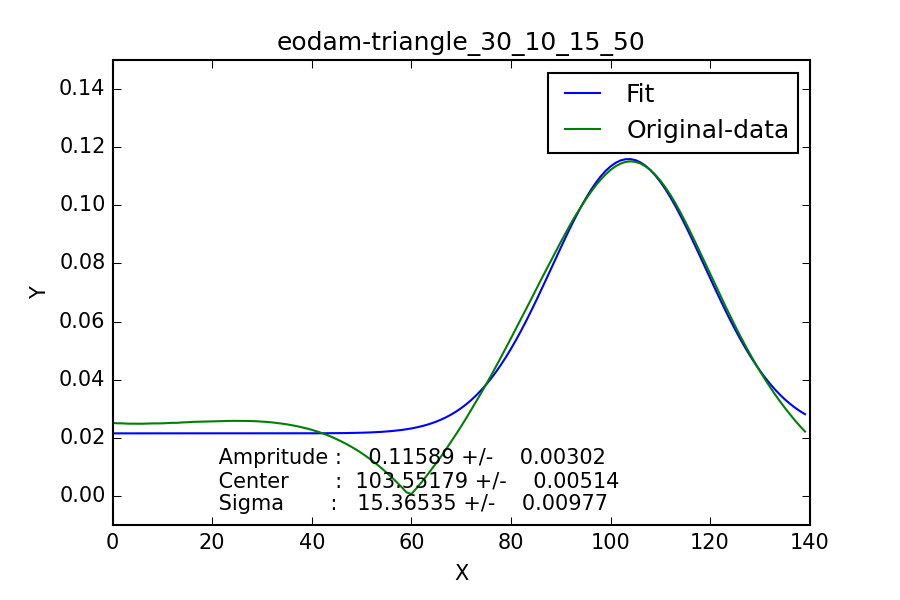 eodam-triangle_30_10_15_50
Fit
Original-data
0.14
0.12
0.10
0.08
0.06
0.04
0.02
0.00
Y
Ampritude : 0.11589 +/- 0.00302
Center : 103.55179 +/- 0.00514
Sigma : 15.36535 +/- 0.00977
0 20 40 60 80 100 120 140
X